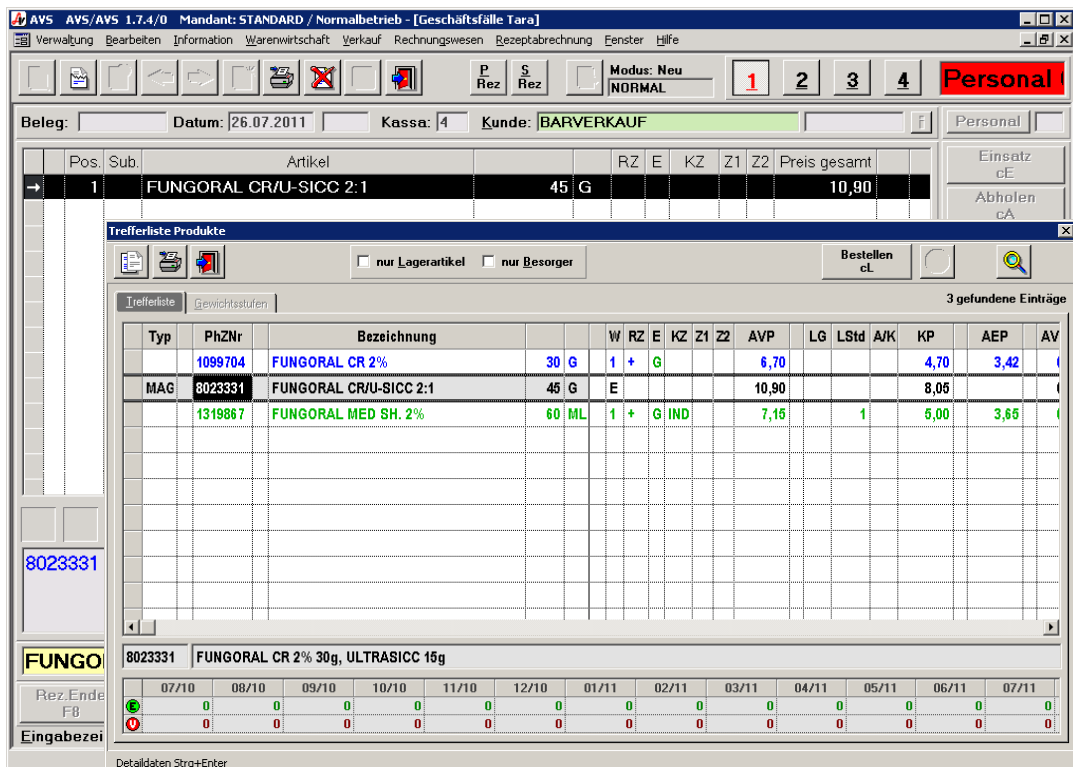 AVS AVS/AVS 1.7.4/0 Mandant: STANDARD / Normalbetrieb - [Geschäftsfälle Tara]
Verwaltung Bearbeiten Information Warenwirtschaft Verkauf Rechnungswesen Rezeptabrechnung Fenster Hilfe
P Rez S Rez Modus: Neu NORMAL 1 2 3 4 Personal
Beleg: Datum: 26.07.2011 Kassa: 4 Kunde: BARVERKAUF F Personal
Pos. Sub. Artikel RZ E KZ Z1 Z2 Preis gesamt
1 FUNGORAL CR/U-SICC 2:1 45 G 10,90
Einsatz
cE
Abholen
cA
Trefferliste Produkte
nur Lagerartikel nur Besorger Bestellen cL
Trefferliste Gewichtsstufen 3 gefundene Einträge
Typ PhZNr Bezeichnung W RZ E KZ Z1 Z2 AVP LG LStd A/K KP AEP AV
1099704 FUNGORAL CR 2% 30 G 1 + G 6,70 4,70 3,42
MAG 8023331 FUNGORAL CR/U-SICC 2:1 45 G E 10,90 8,05
1319867 FUNGORAL MED SH. 2% 60 ML 1 + G IND 7,15 1 5,00 3,65
8023331
8023331 FUNGORAL CR 2% 30g, ULTRASICC 15g
FUNGO
07/10 08/10 09/10 10/10 11/10 12/10 01/11 02/11 03/11 04/11 05/11 06/11 07/11
E 0 0 0 0 0 0 0 0 0 0 0 0 0
U 0 0 0 0 0 0 0 0 0 0 0 0 0
Rez.Ende
F8
Eingabezei
Detaildaten Strg+Enter